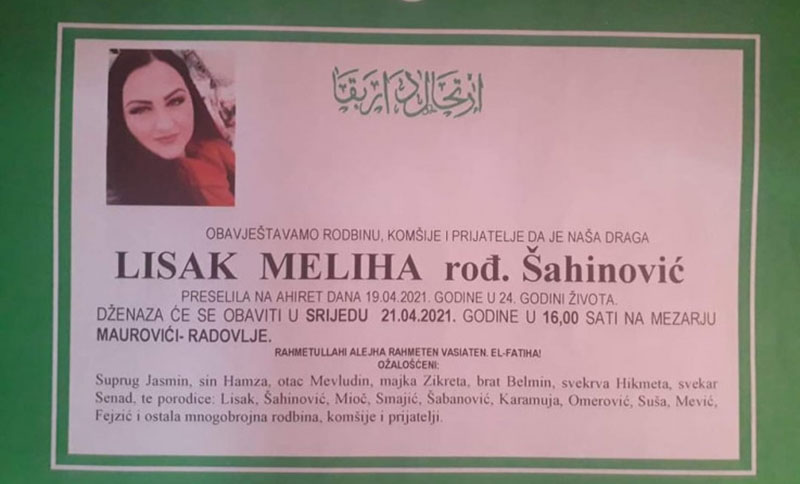 ارتحال دار بقا
OBAVJEŠTAVAMO RODBINU, KOMŠIJE I PRIJATELJE DA JE NAŠA DRAGA
LISAK MELIHA rođ. Šahinović
PRESELILA NA AHIRET DANA 19.04.2021. GODINE U 24. GODINI ŽIVOTA.
DŽENAZA ĆE SE OBAVITI U SRIJEDU 21.04.2021. GODINE U 16,00 SATI NA MEZARJU
MAUROVIĆI- RADOVLJE.
RAHMETULLAHI ALEJHA RAHMETEN VASIATEN. EL-FATIHA!
OŽALOŠĆENI:
Suprug Jasmin, sin Hamza, otac Mevludin, majka Zikreta, brat Belmin, svekrva Hikmeta, svekar
Senad, te porodice: Lisak, Šahinović, Mioč, Smajić, Šabanović, Karamuja, Omerović, Suša, Mević,
Fejzić i ostala mnogobrojna rodbina, komšije i prijatelji.